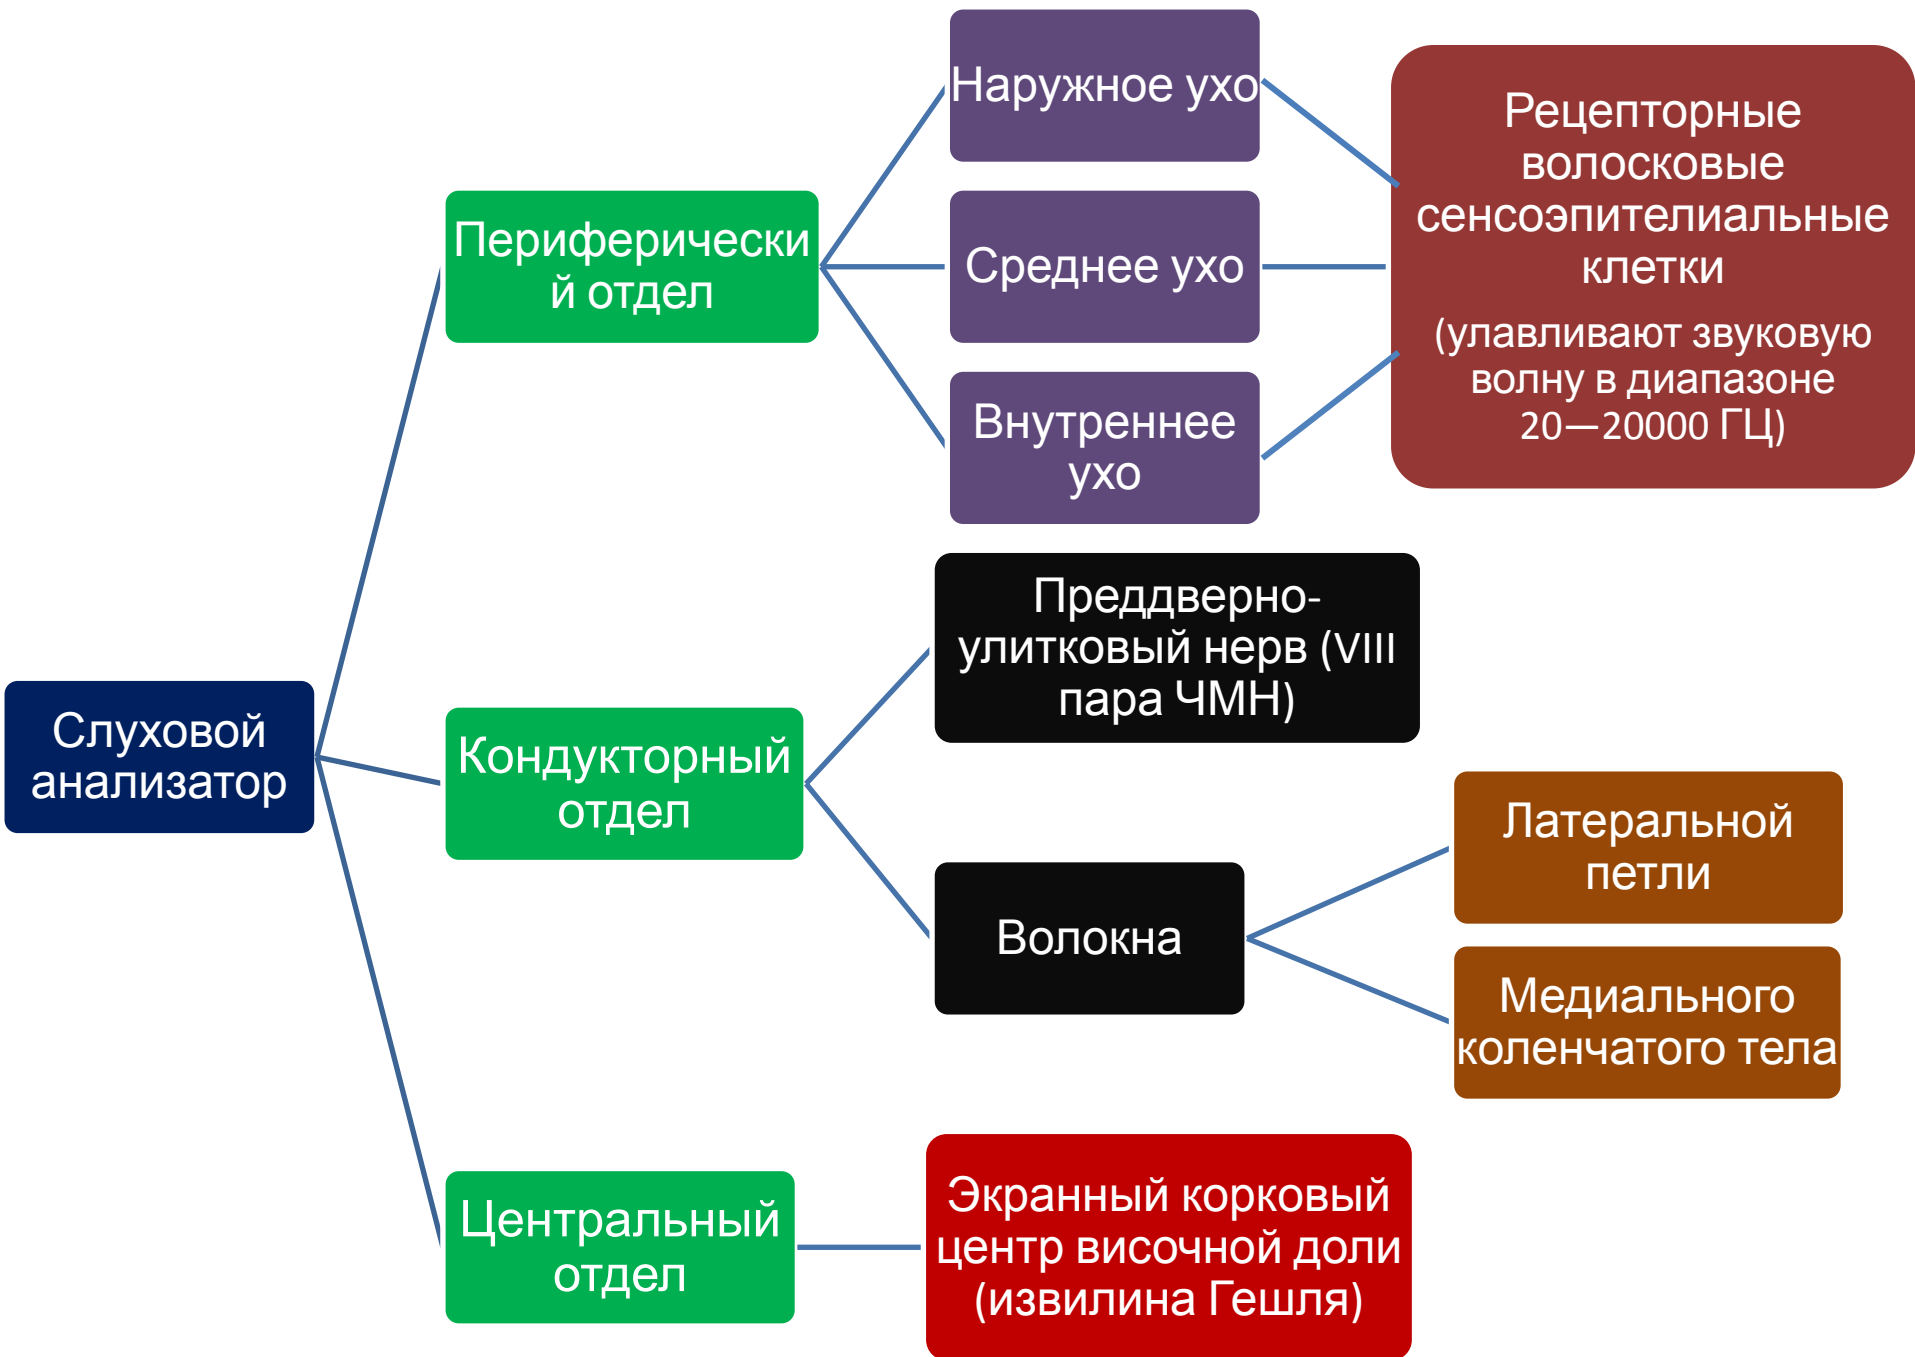 Слуховой
анализатор
Периферически
й отдел
Наружное ухо
Среднее ухо
Внутреннее
ухо
Рецепторные
волосковые
сенсоэпителиальные
клетки
(улавливают звуковую
волну в диапазоне
20—20000 ГЦ)
Кондукторный
отдел
Преддверно-
улитковый нерв (VIII
пара ЧМН)
Волокна
Латеральной
петли
Медиального
коленчатого тела
Центральный
отдел
Экранный корковый
центр височной доли
(извилина Гешля)